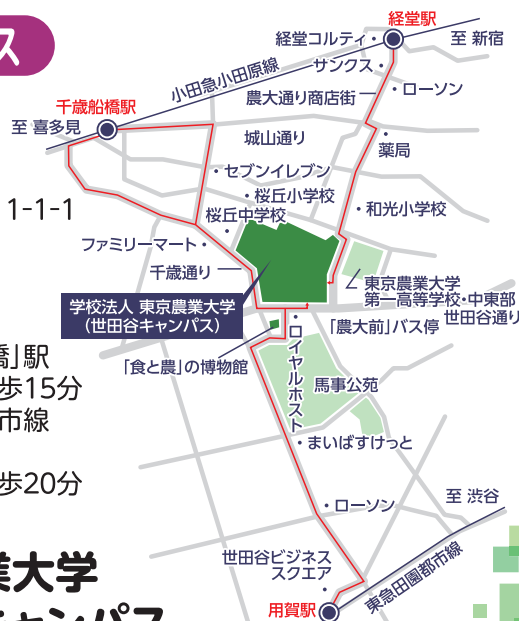 ス
経堂駅
経堂コルティ
至 新宿
サンクス
小田急小田原線
ローソン
農大通り商店街
千歳船橋駅
至 喜多見
城山通り
薬局
セブンイレブン
桜丘小学校
1-1-1
桜丘中学校
和光小学校
ファミリーマート
千歳通り
東京農業大学
第一高等学校・中東部
学校法人 東京農業大学
(世田谷キャンパス)
世田谷通り
「農大前」バス停
橋」駅
「食と農」の博物館
ロイヤルホスト
馬事公苑
歩15分
市線
まいばすけっと
歩20分
ローソン
至 渋谷
世田谷ビジネス
スクエア
東急田園都市線
業大学
用賀駅
キャンパス